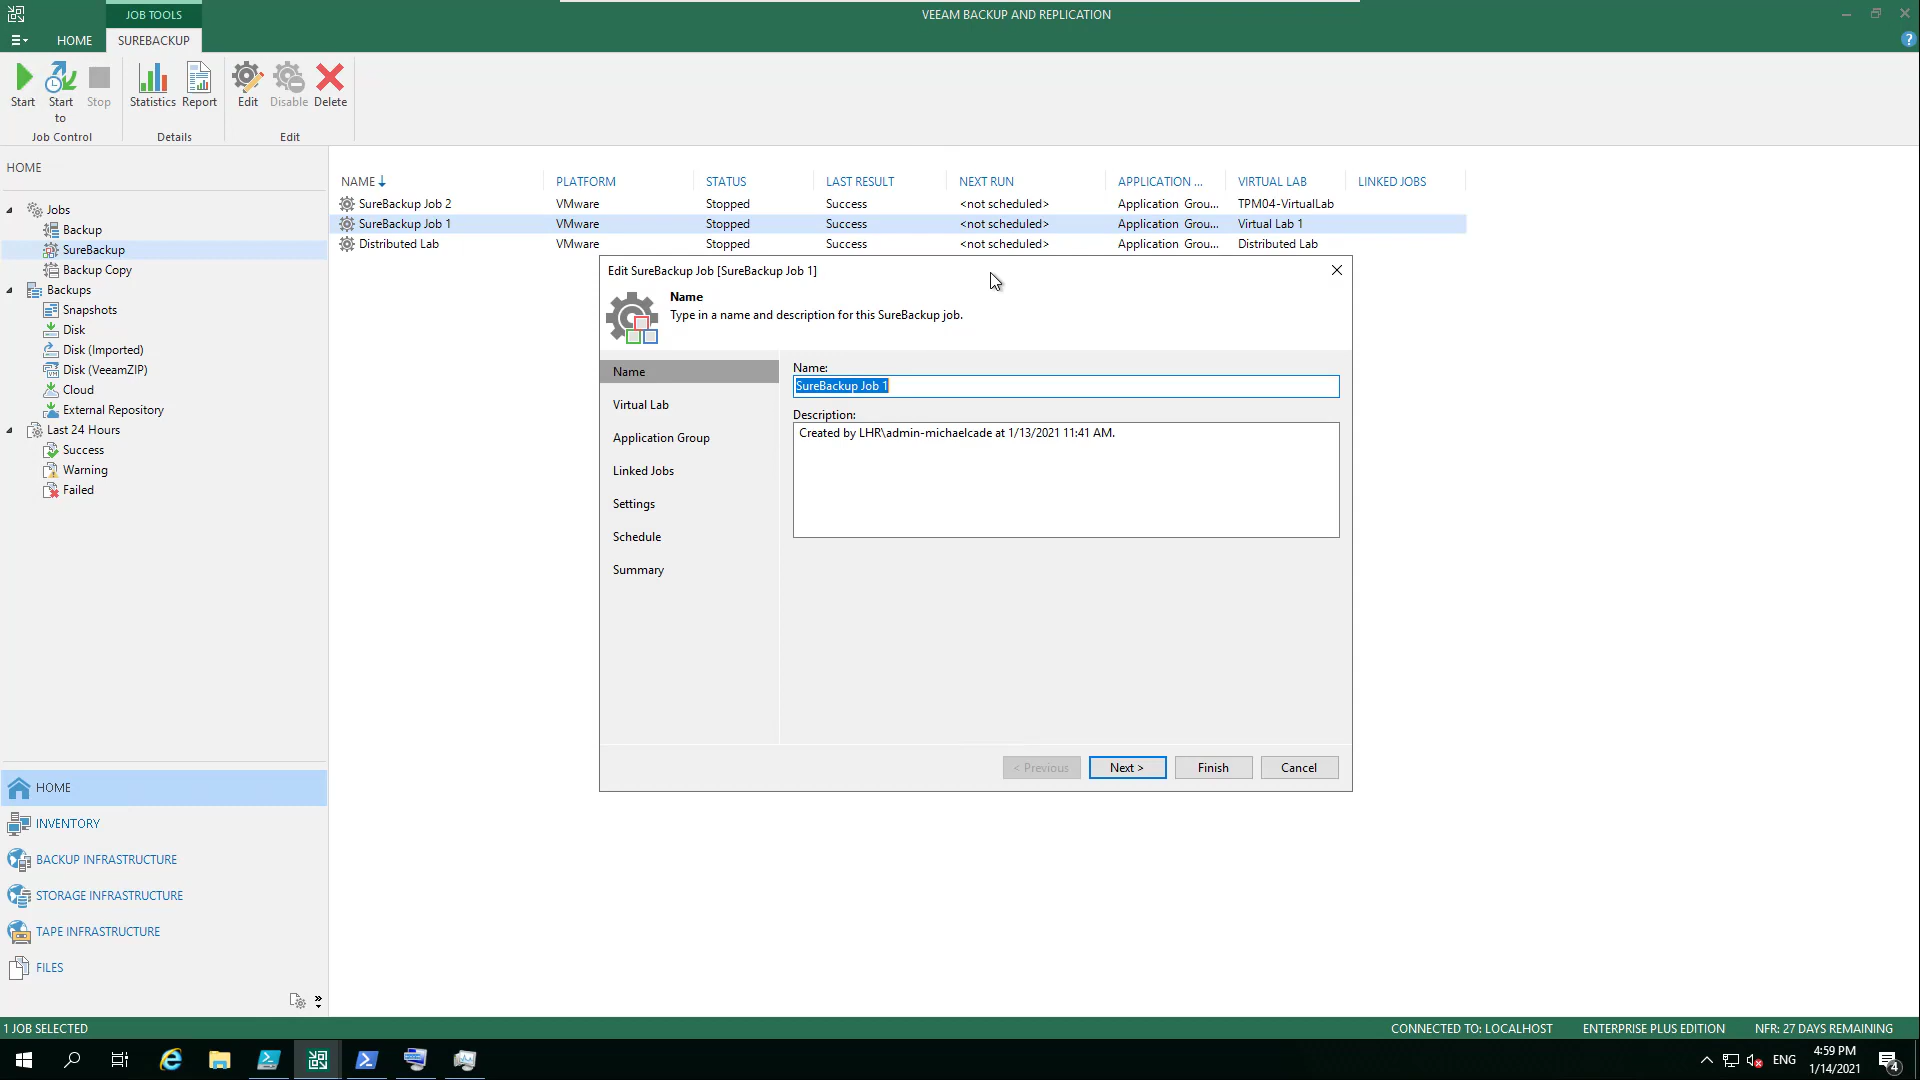 JOB TOOLS
VEEAM BACKUP AND REPLICATION
HOME
SUREBACKUP
Start
Start to
Stop
Statistics
Report
Edit
Disable
Delete
Job Control
Details
Edit
HOME
Jobs
Backup
SureBackup
Backup Copy
Backups
Snapshots
Disk
Disk (Imported)
Disk (VeeamZIP)
Cloud
External Repository
Last 24 Hours
Success
Warning
Failed
HOME
INVENTORY
BACKUP INFRASTRUCTURE
STORAGE INFRASTRUCTURE
TAPE INFRASTRUCTURE
FILES
NAME PLATFORM STATUS LAST RESULT NEXT RUN APPLICATION ... VIRTUAL LAB LINKED JOBS
SureBackup Job 2 VMware Stopped Success <not scheduled> Application Grou... TPM04-VirtualLab
SureBackup Job 1 VMware Stopped Success <not scheduled> Application Grou... Virtual Lab 1
Distributed Lab VMware Stopped Success <not scheduled> Application Grou... Distributed Lab
Edit SureBackup Job [SureBackup Job 1]
Name
Type in a name and description for this SureBackup job.
Name
Virtual Lab
Application Group
Linked Jobs
Settings
Schedule
Summary
Name:
SureBackup Job 1
Description:
Created by LHR\admin-michaelcade at 1/13/2021 11:41 AM.
< Previous
Next >
Finish
Cancel
1 JOB SELECTED
CONNECTED TO: LOCALHOST
ENTERPRISE PLUS EDITION
NFR: 27 DAYS REMAINING
ENG
4:59 PM
1/14/2021
4